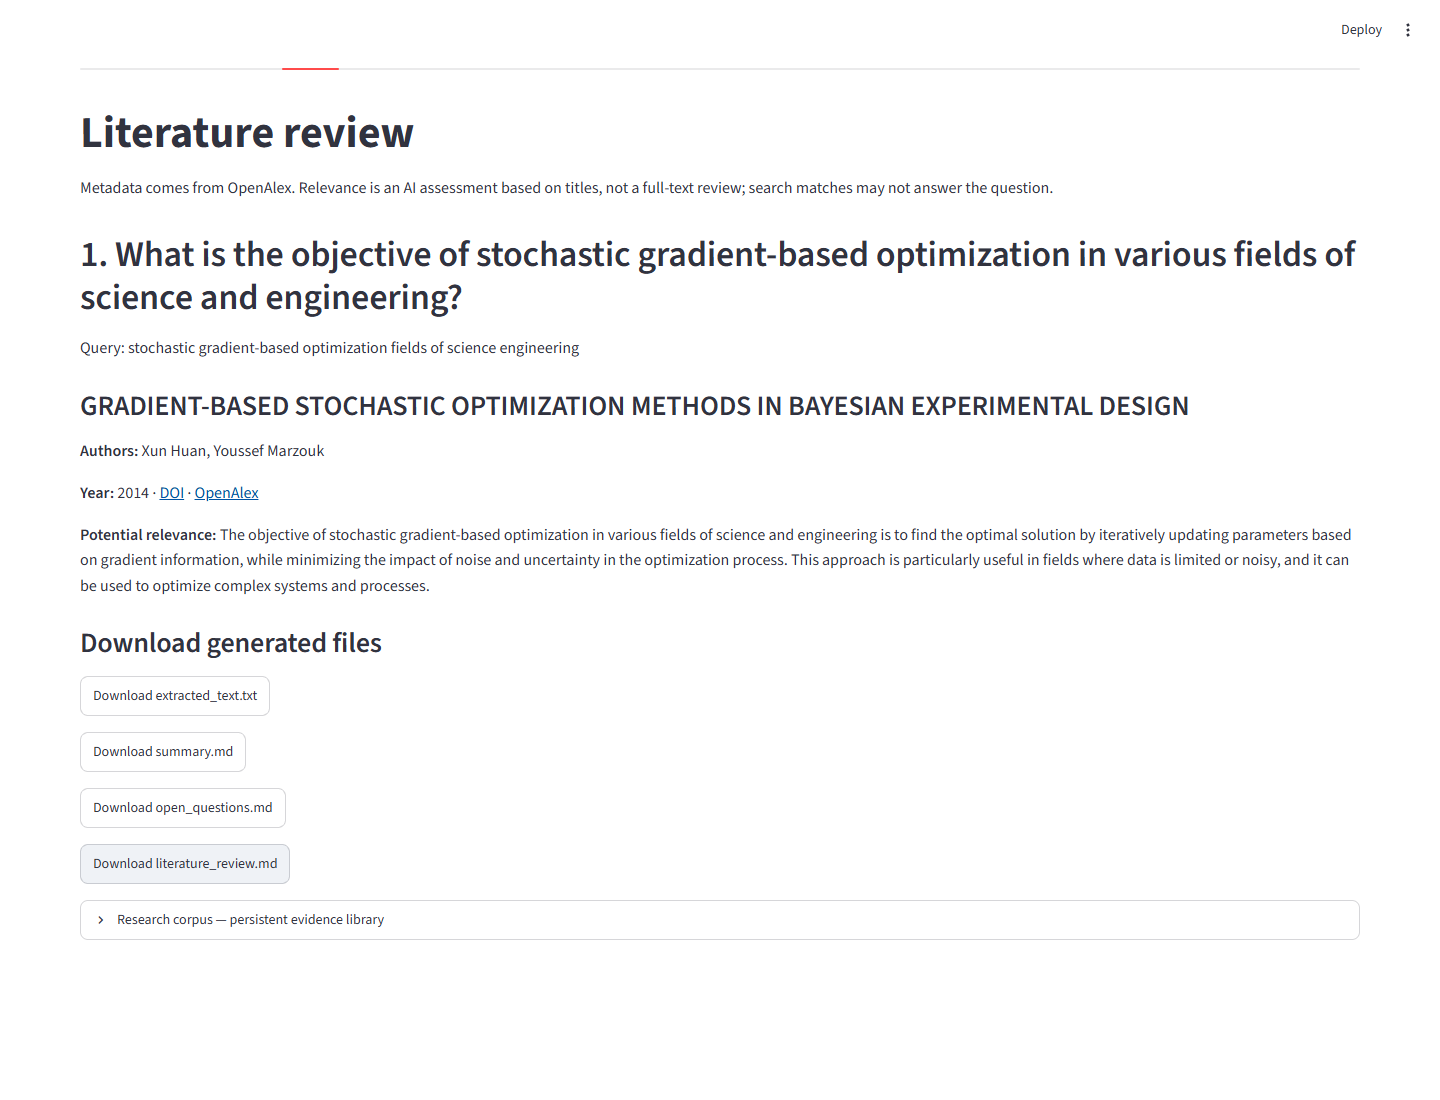 Deploy
Literature review
Metadata comes from OpenAlex. Relevance is an AI assessment based on titles, not a full-text review; search matches may not answer the question.
1. What is the objective of stochastic gradient-based optimization in various fields of
science and engineering?
Query: stochastic gradient-based optimization fields of science engineering
GRADIENT-BASED STOCHASTIC OPTIMIZATION METHODS IN BAYESIAN EXPERIMENTAL DESIGN
Authors: Xun Huan, Youssef Marzouk
Year: 2014 · DOI · OpenAlex
Potential relevance: The objective of stochastic gradient-based optimization in various fields of science and engineering is to find the optimal solution by iteratively updating parameters based
on gradient information, while minimizing the impact of noise and uncertainty in the optimization process. This approach is particularly useful in fields where data is limited or noisy, and it can
be used to optimize complex systems and processes.
Download generated files
Download extracted_text.txt
Download summary.md
Download open_questions.md
Download literature_review.md
Research corpus — persistent evidence library